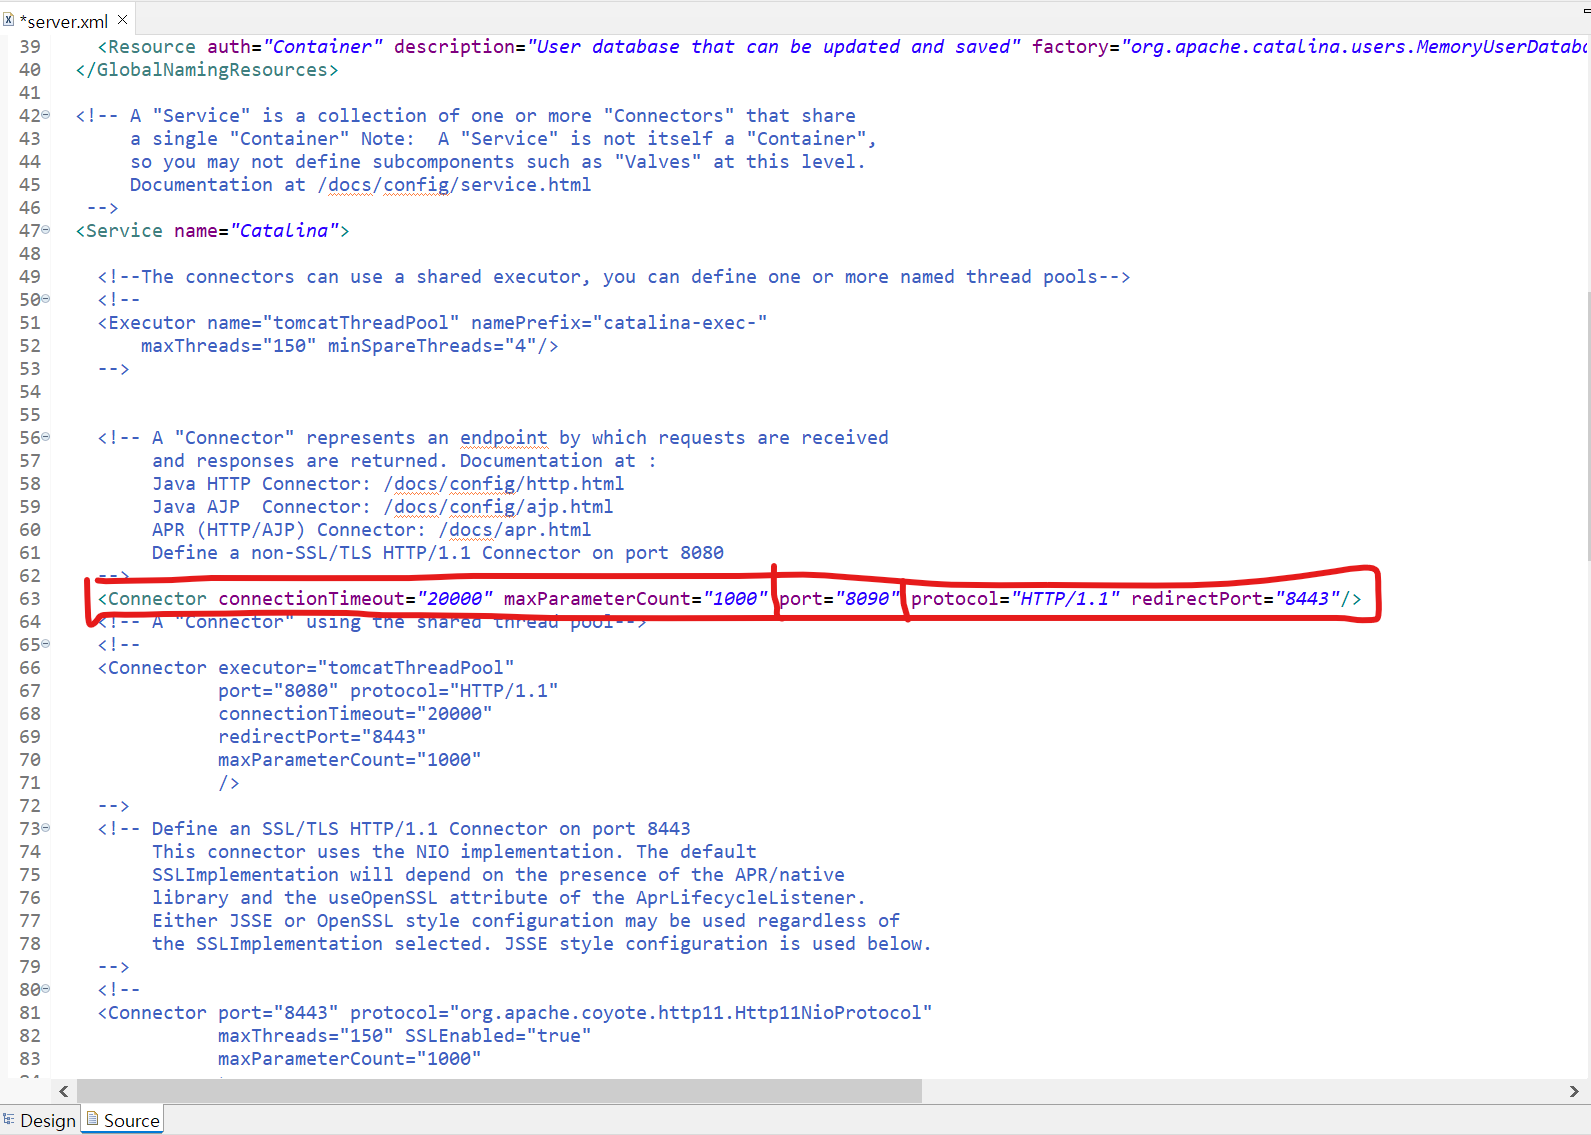 *server.xml
39 <Resource auth="Container" description="User database that can be updated and saved" factory="org.apache.catalina.users.MemoryUserDatab
40 </GlobalNamingResources>
41
42 <!-- A "Service" is a collection of one or more "Connectors" that share
43 a single "Container" Note:  A "Service" is not itself a "Container",
44 so you may not define subcomponents such as "Valves" at this level.
45 Documentation at /docs/config/service.html
46 -->
47 <Service name="Catalina">
48
49 <!--The connectors can use a shared executor, you can define one or more named thread pools-->
50 <!--
51 <Executor name="tomcatThreadPool" namePrefix="catalina-exec-"
52 maxThreads="150" minSpareThreads="4"/>
53 -->
54
55
56 <!-- A "Connector" represents an endpoint by which requests are received
57 and responses are returned. Documentation at :
58 Java HTTP Connector: /docs/config/http.html
59 Java AJP  Connector: /docs/config/ajp.html
60 APR (HTTP/AJP) Connector: /docs/apr.html
61 Define a non-SSL/TLS HTTP/1.1 Connector on port 8080
62 -->
63 <Connector connectionTimeout="20000" maxParameterCount="1000" port="8090" protocol="HTTP/1.1" redirectPort="8443"/>
64 <!-- A "Connector" using the shared thread pool-->
65 <!--
66 <Connector executor="tomcatThreadPool"
67 port="8080" protocol="HTTP/1.1"
68 connectionTimeout="20000"
69 redirectPort="8443"
70 maxParameterCount="1000"
71 />
72 -->
73 <!-- Define an SSL/TLS HTTP/1.1 Connector on port 8443
74 This connector uses the NIO implementation. The default
75 SSLImplementation will depend on the presence of the APR/native
76 library and the useOpenSSL attribute of the AprLifecycleListener.
77 Either JSSE or OpenSSL style configuration may be used regardless of
78 the SSLImplementation selected. JSSE style configuration is used below.
79 -->
80 <!--
81 <Connector port="8443" protocol="org.apache.coyote.http11.Http11NioProtocol"
82 maxThreads="150" SSLEnabled="true"
83 maxParameterCount="1000"
Design Source